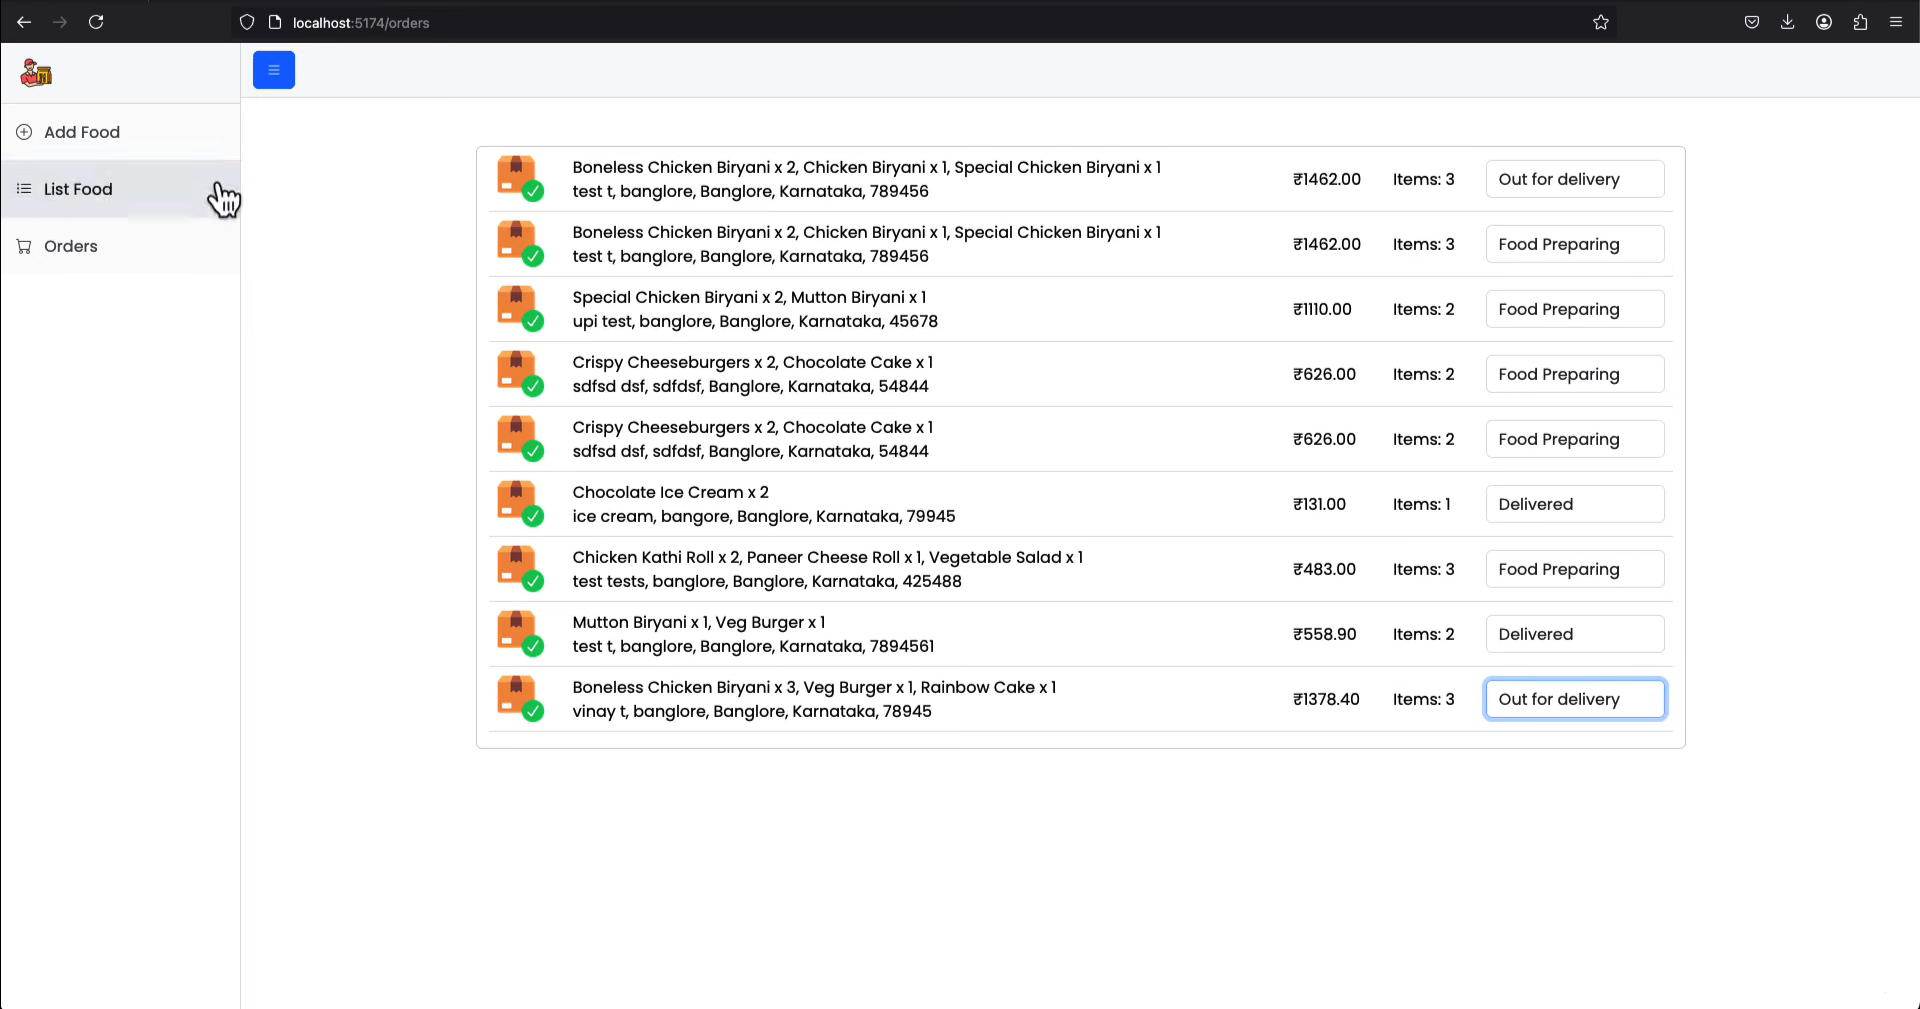 localhost:5174/orders
Add Food
List Food
Orders
Boneless Chicken Biryani x 2, Chicken Biryani x 1, Special Chicken Biryani x 1
test t, banglore, Banglore, Karnataka, 789456
₹1462.00 Items: 3 Out for delivery
Boneless Chicken Biryani x 2, Chicken Biryani x 1, Special Chicken Biryani x 1
test t, banglore, Banglore, Karnataka, 789456
₹1462.00 Items: 3 Food Preparing
Special Chicken Biryani x 2, Mutton Biryani x 1
upi test, banglore, Banglore, Karnataka, 45678
₹1110.00 Items: 2 Food Preparing
Crispy Cheeseburgers x 2, Chocolate Cake x 1
sdfsd dsf, sdfdsf, Banglore, Karnataka, 54844
₹626.00 Items: 2 Food Preparing
Crispy Cheeseburgers x 2, Chocolate Cake x 1
sdfsd dsf, sdfdsf, Banglore, Karnataka, 54844
₹626.00 Items: 2 Food Preparing
Chocolate Ice Cream x 2
ice cream, bangore, Banglore, Karnataka, 79945
₹131.00 Items: 1 Delivered
Chicken Kathi Roll x 2, Paneer Cheese Roll x 1, Vegetable Salad x 1
test tests, banglore, Banglore, Karnataka, 425488
₹483.00 Items: 3 Food Preparing
Mutton Biryani x 1, Veg Burger x 1
test t, banglore, Banglore, Karnataka, 7894561
₹558.90 Items: 2 Delivered
Boneless Chicken Biryani x 3, Veg Burger x 1, Rainbow Cake x 1
vinay t, banglore, Banglore, Karnataka, 78945
₹1378.40 Items: 3 Out for delivery